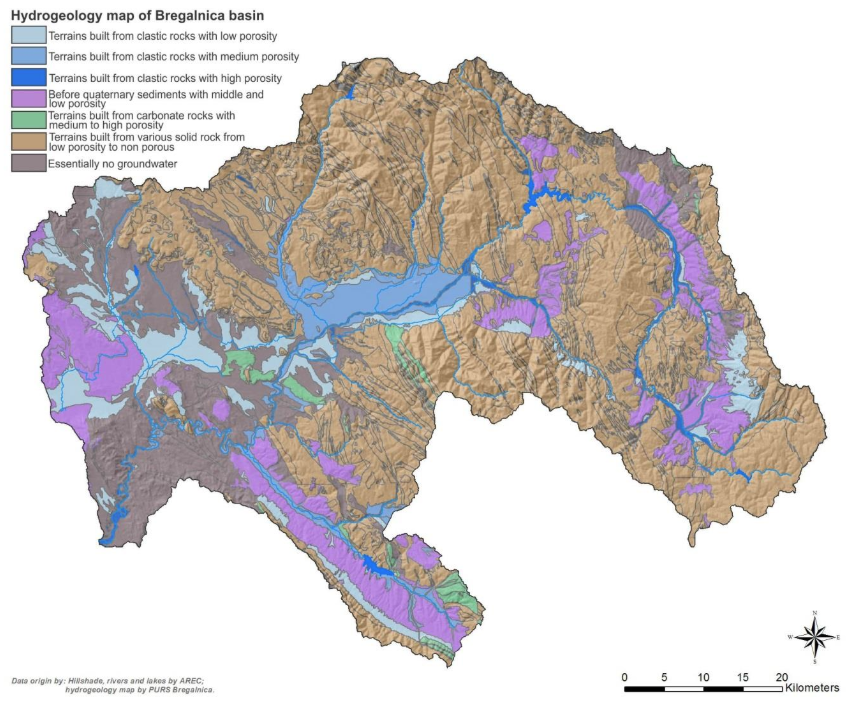 Hydrogeology map of Bregalnica basin
Terrains built from clastic rocks with low porosity
Terrains built from clastic rocks with medium porosity
Terrains built from clastic rocks with high porosity
Before quaternary sediments with middle and
low porosity
Terrains built from carbonate rocks with
medium to high porosity
Terrains built from various solid rock from
low porosity to non porous
Essentially no groundwater
N
W
E
S
0 5 10 15 20
Kilometers
Data origin by: Hillshade, rivers and lakes by AREC;
hydrogeology map by PURS Bregalnica.